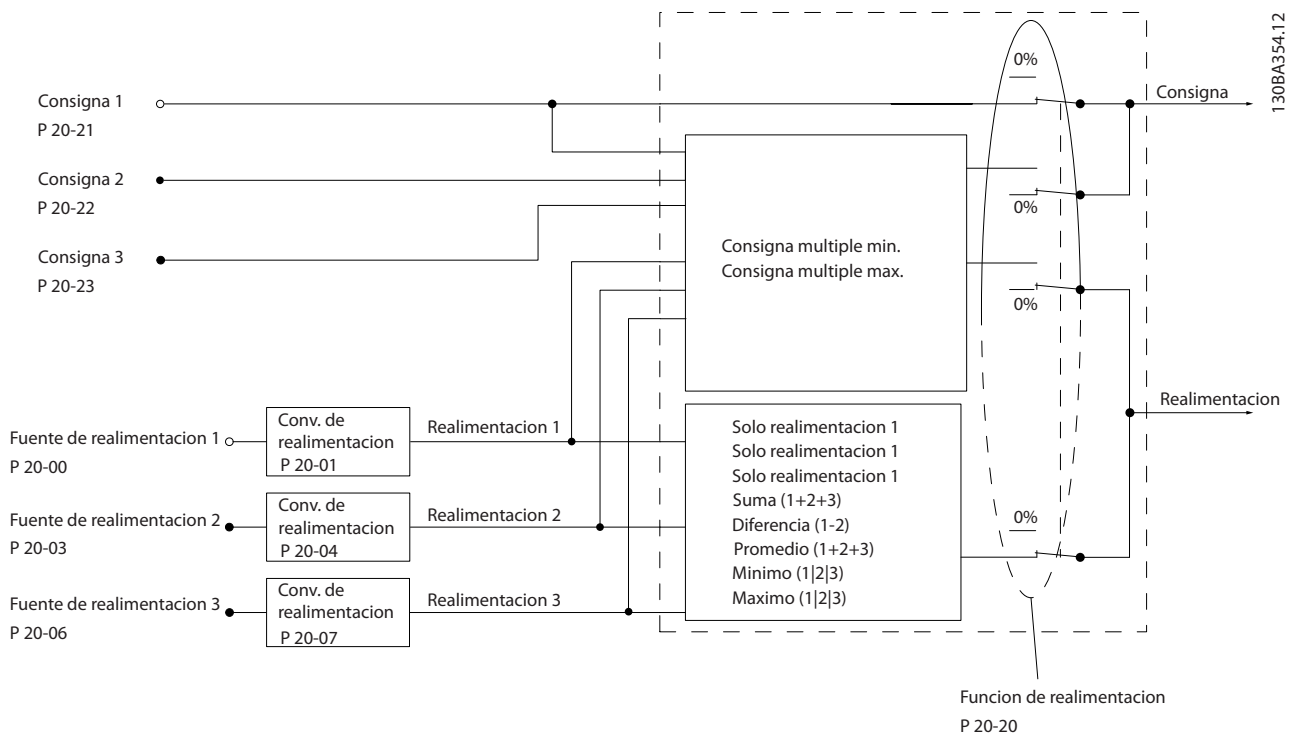 130BA354.12
0%
Consigna 1
P 20-21
Consigna
Consigna 2
P 20-22
0%
Consigna 3
P 20-23
Consigna multiple min.
Consigna multiple max.
0%
Realimentacion
Fuente de realimentacion 1
P 20-00
Conv. de
realimentacion
P 20-01
Realimentacion 1
Fuente de realimentacion 2
P 20-03
Conv. de
realimentacion
P 20-04
Realimentacion 2
Fuente de realimentacion 3
P 20-06
Conv. de
realimentacion
P 20-07
Realimentacion 3
Solo realimentacion 1
Solo realimentacion 1
Solo realimentacion 1
Suma (1+2+3)
Diferencia (1-2)
Promedio (1+2+3)
Minimo (1|2|3)
Maximo (1|2|3)
0%
Funcion de realimentacion
P 20-20